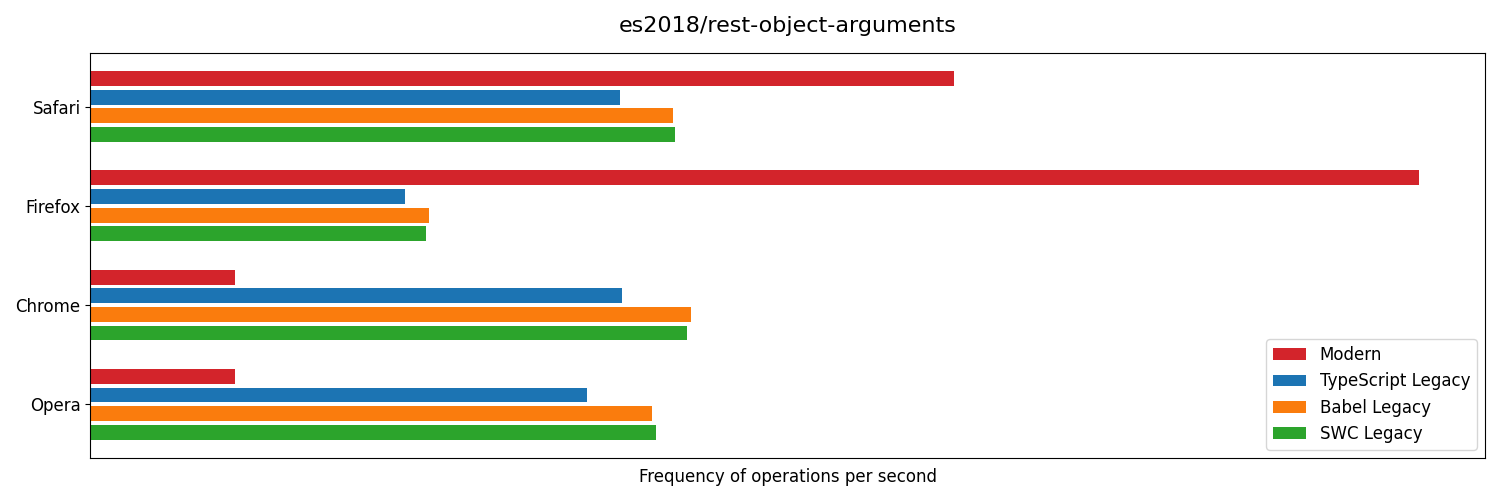 es2018/rest-object-arguments
Safari
Firefox
Chrome
Opera
Modern
TypeScript Legacy
Babel Legacy
SWC Legacy
Frequency of operations per second